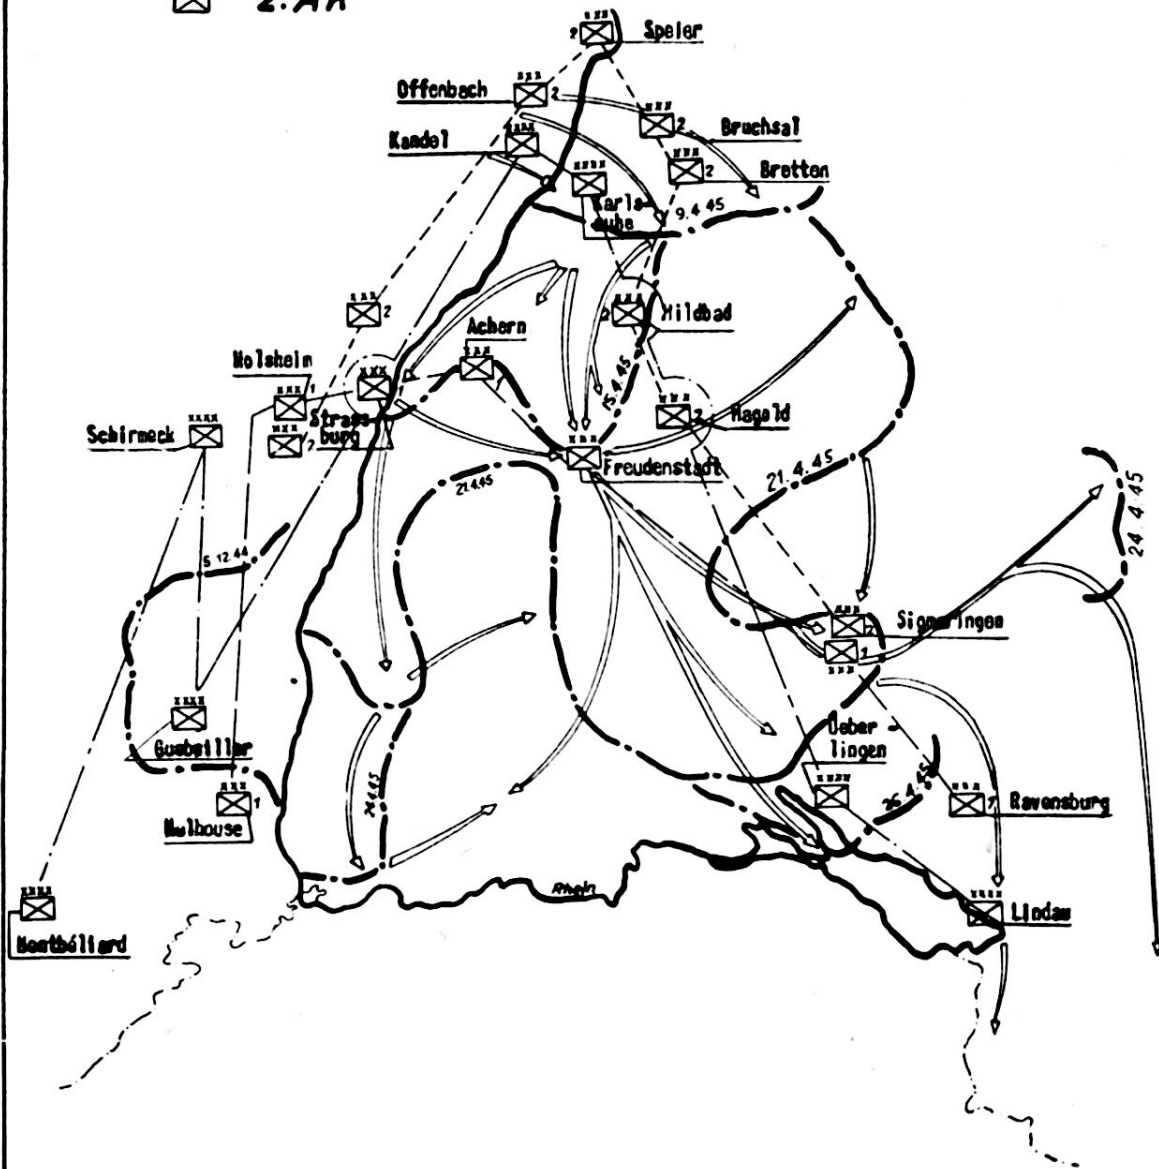 2. AK
Speier
Offenbach
Kandel
Bruchsal
Bretten
Karls-
ruhe
9.4.45
Wildbad
Achern
15.4.45
Molsheim
Strass-
burg
Schirmeck
Nagold
Freudenstadt
21.4.45
21.4.45
24.4.45
5.12.44
Sigmaringen
Guebwiller
Ueber
lingen
26.4.45
Ravensburg
Mulhouse
24.4.45
Rhein
Lindau
Montbéliard